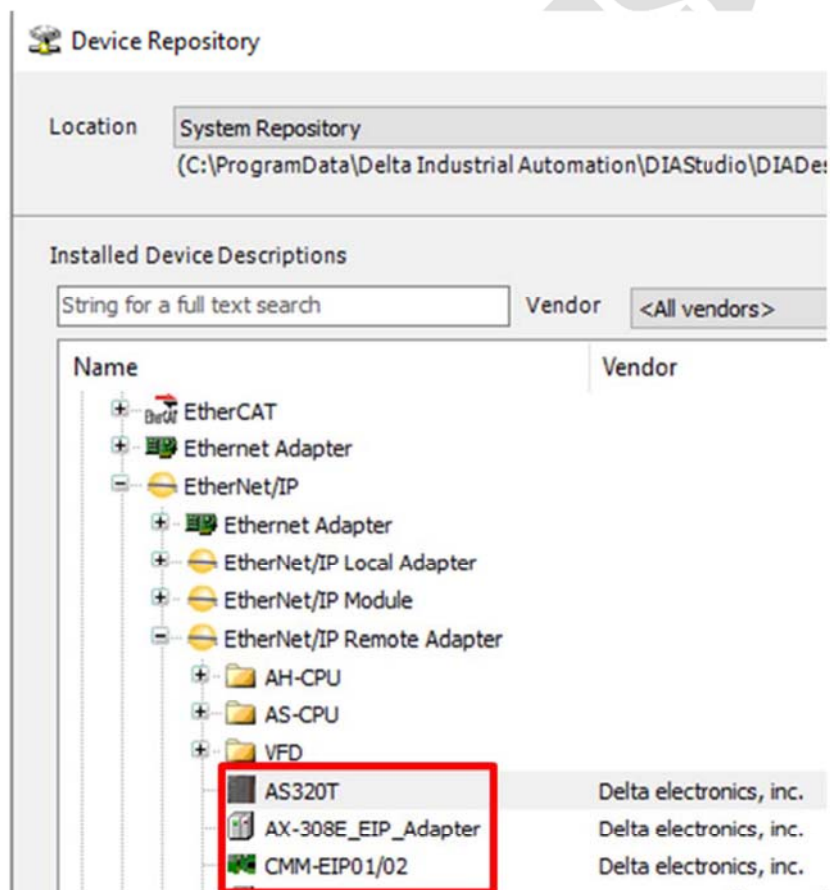 Device Repository
Location System Repository
(C:\ProgramData\Delta Industrial Automation\DIAStudio\DIADes
Installed Device Descriptions
String for a full text search Vendor <All vendors>
Name Vendor
EtherCAT EtherCAT
Ethernet Adapter
EtherNet/IP
Ethernet Adapter
EtherNet/IP Local Adapter
EtherNet/IP Module
EtherNet/IP Remote Adapter
AH-CPU
AS-CPU
VFD
AS320T Delta electronics, inc.
AX-308E_EIP_Adapter Delta electronics, inc.
CMM-EIP01/02 Delta electronics, inc.